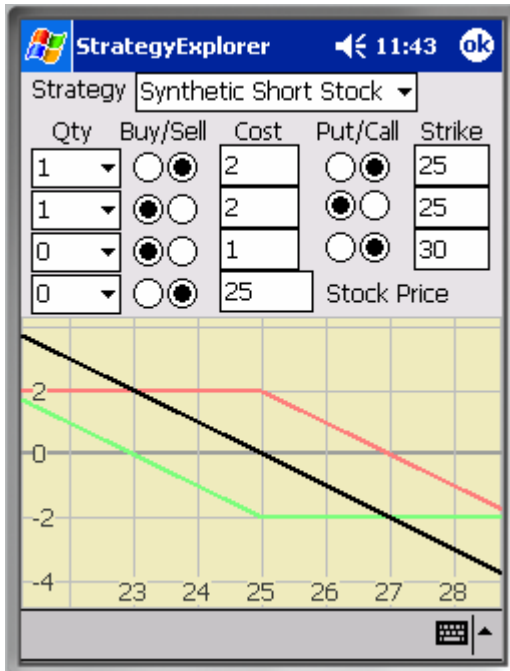 StrategyExplorer 11:43 ok
Strategy Synthetic Short Stock
Qty Buy/Sell Cost Put/Call Strike
1 2 25
1 2 25
0 1 30
0 25 Stock Price
2
0
-2
-4
23 24 25 26 27 28